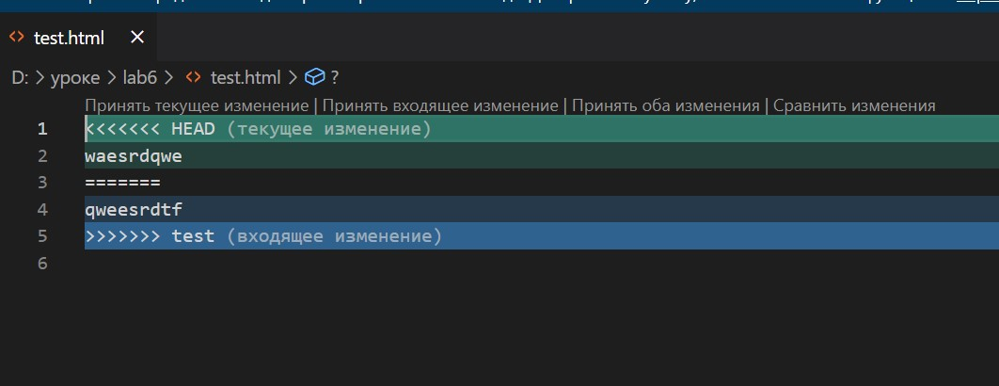 test.html
D: > уроке > lab6 > test.html > ?
Принять текущее изменение | Принять входящее изменение | Принять оба изменения | Сравнить изменения
1 <<<<<<< HEAD (текущее изменение)
2 waesrdqwe
3 =======
4 qweesrdtf
5 >>>>>>> test (входящее изменение)
6